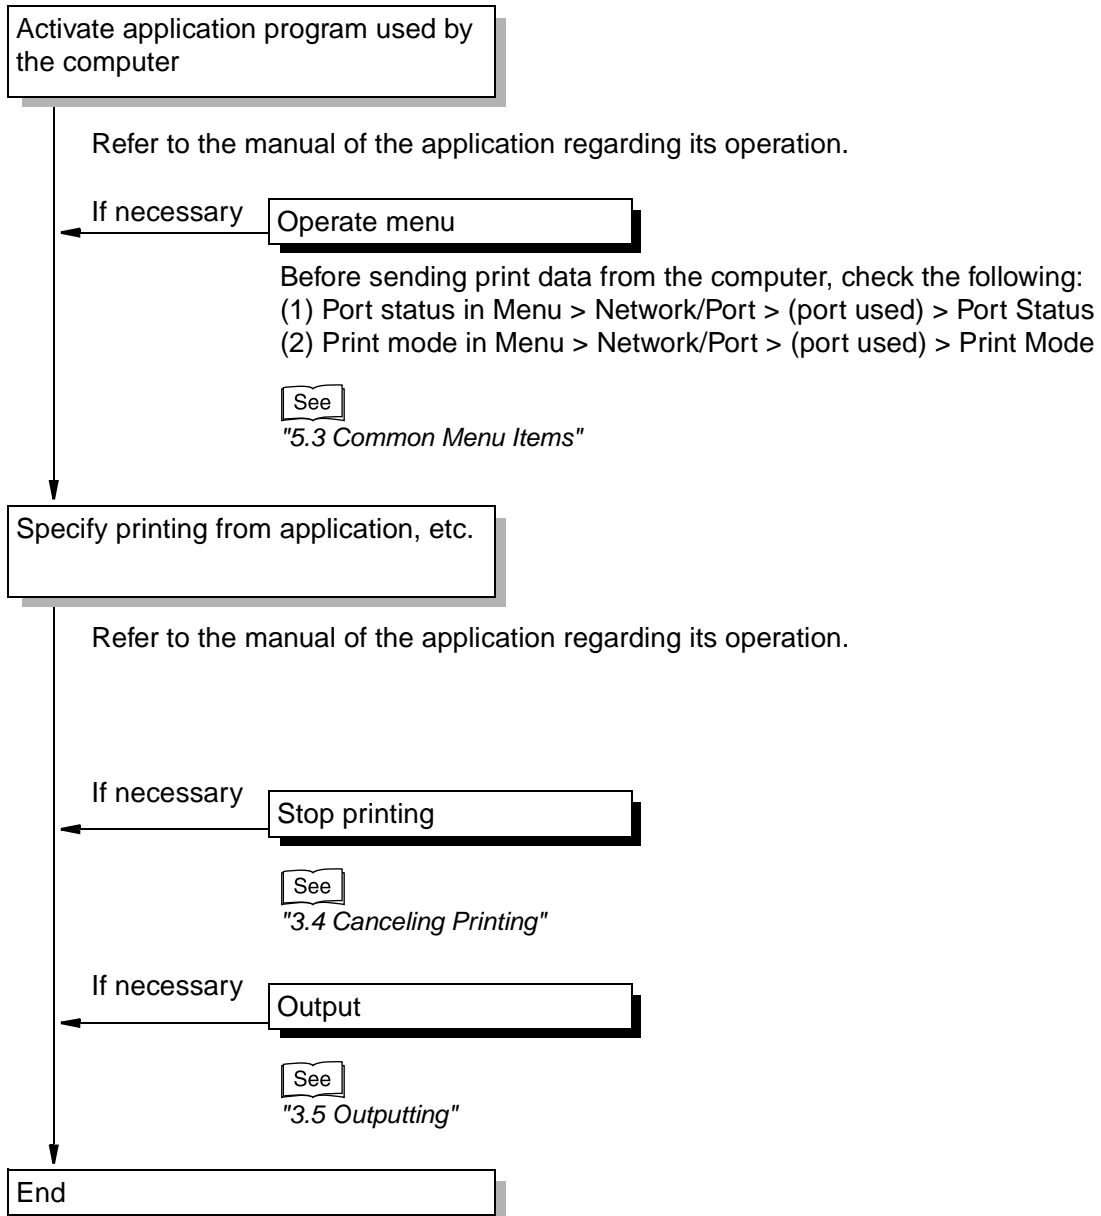 Activate application program used by
the computer
Refer to the manual of the application regarding its operation.
If necessary
Operate menu
Before sending print data from the computer, check the following:
(1) Port status in Menu > Network/Port > (port used) > Port Status
(2) Print mode in Menu > Network/Port > (port used) > Print Mode
See
"5.3 Common Menu Items"
Specify printing from application, etc.
Refer to the manual of the application regarding its operation.
If necessary
Stop printing
See
"3.4 Canceling Printing"
If necessary
Output
See
"3.5 Outputting"
End